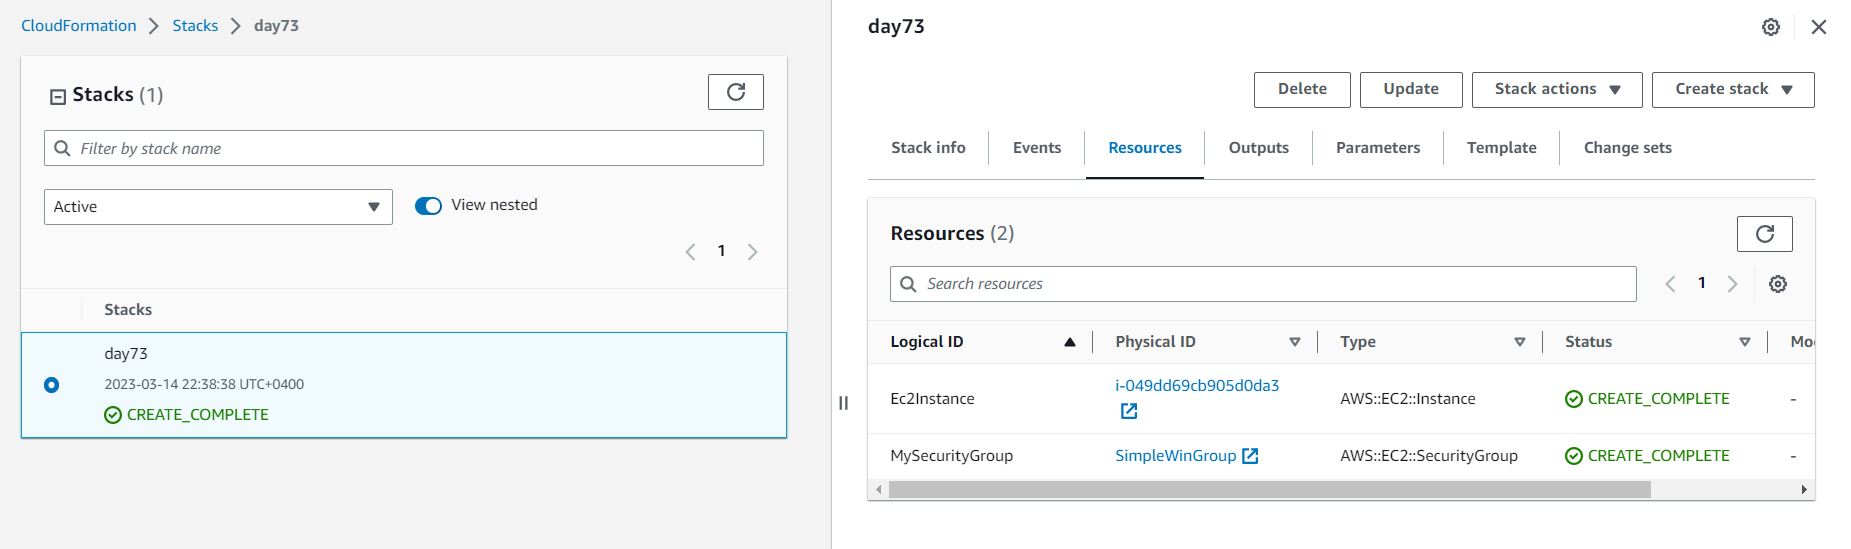 CloudFormation > Stacks > day73
Stacks (1)
Filter by stack name
Active
View nested
1
Stacks
day73
2023-03-14 22:38:38 UTC+0400
CREATE_COMPLETE
day73
Delete
Update
Stack actions
Create stack
Stack info
Events
Resources
Outputs
Parameters
Template
Change sets
Resources (2)
Search resources
1
Logical ID
Physical ID
Type
Status
Ec2Instance
i-049dd69cb905d0da3
AWS::EC2::Instance
CREATE_COMPLETE
-
MySecurityGroup
SimpleWinGroup
AWS::EC2::SecurityGroup
CREATE_COMPLETE
-